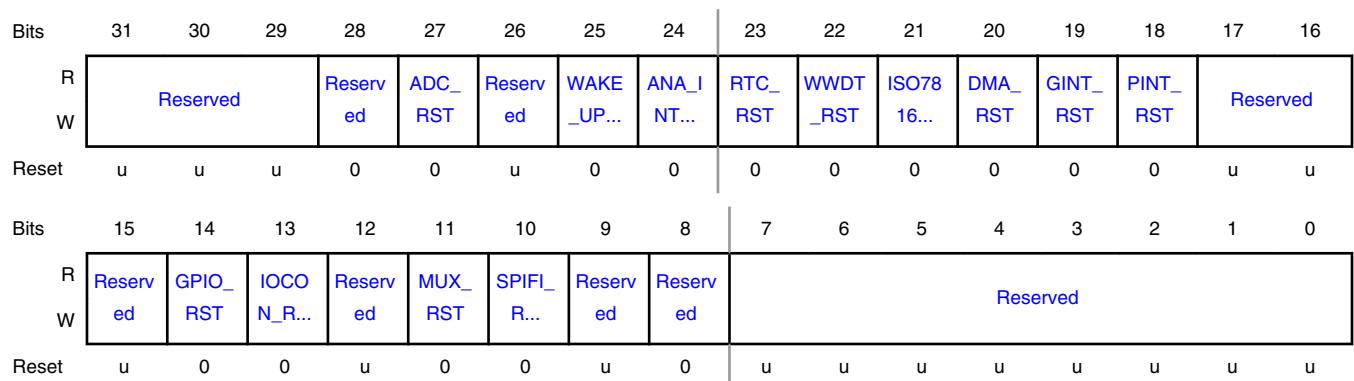 Bits 31 30 29 28 27 26 25 24 23 22 21 20 19 18 17 16
R Reserved Reserv ADC_ Reserv WAKE ANA_I RTC_ WWDT ISO78 DMA_ GINT_ PINT_ Reserved
W ed RST ed _UP... NT... RST _RST 16... RST RST RST
Reset u u u 0 0 u 0 0 0 0 0 0 0 0 u u
Bits 15 14 13 12 11 10 9 8 7 6 5 4 3 2 1 0
R Reserv GPIO_ IOCO Reserv MUX_ SPIFI_ Reserv Reserv Reserved
W ed RST N_R... ed RST R... ed ed
Reset u 0 0 u 0 0 u 0 u u u u u u u u